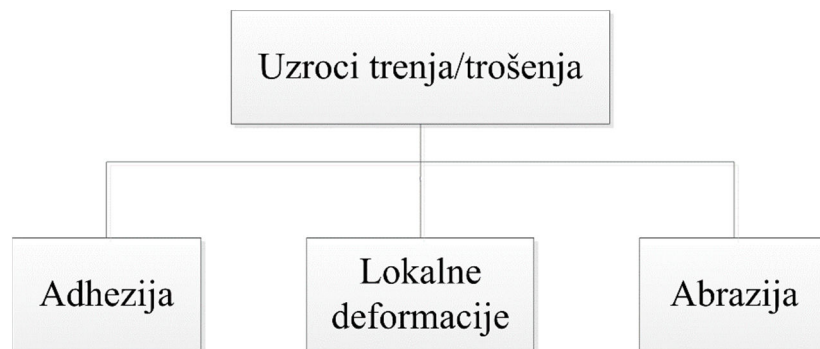 Uzroci trenja/trošenja
Adhezija
Lokalne
deformacije
Abrazija